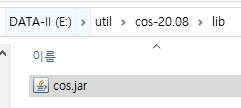 DATA-II (E:) > util > cos-20.08 > lib
이름
cos.jar